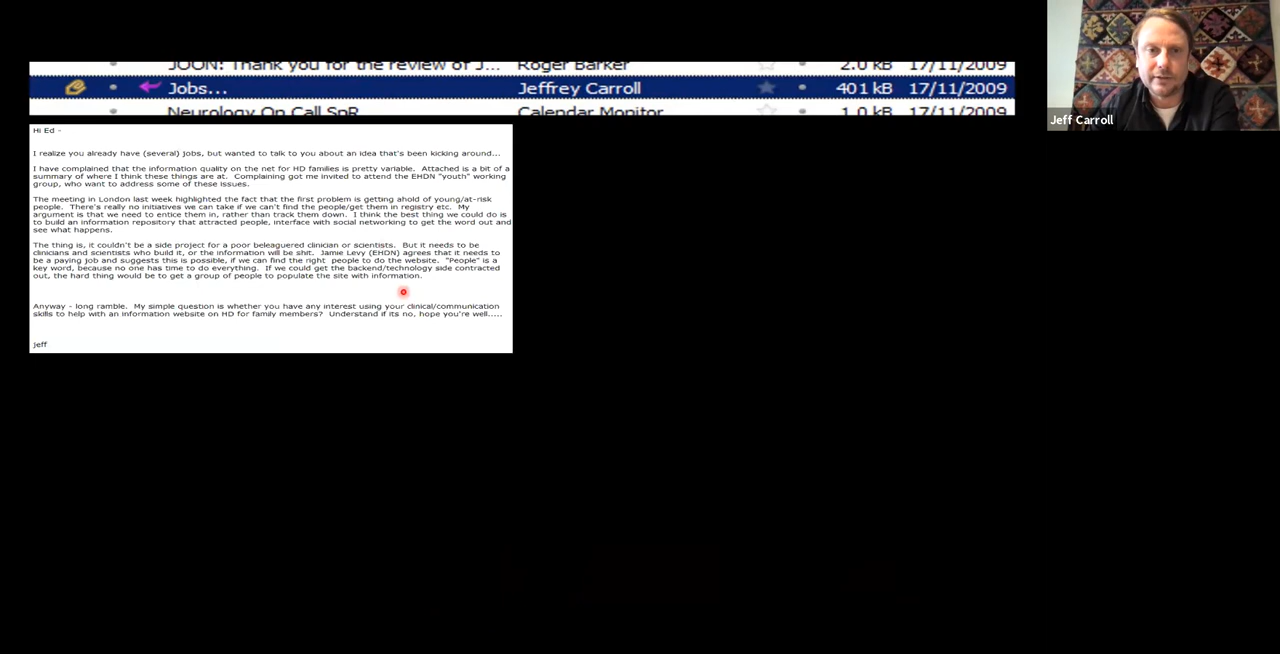 JOON: Thank you for the review of J... Roger Barker 2.0 kB 17/11/2009
Jobs... Jeffrey Carroll 401 kB 17/11/2009
Neurology On Call SpR Calendar Monitor 1.0 kB 17/11/2009
Jeff Carroll
Hi Ed -
I realize you already have (several) jobs, but wanted to talk to you about an idea that's been kicking around...
I have complained that the information quality on the net for HD families is pretty variable. Attached is a bit of a
summary of where I think these things are at. Complaining got me invited to attend the EHDN "youth" working
group, who want to address some of these issues.
The meeting in London last week highlighted the fact that the first problem is getting ahold of young/at-risk
people. There's really no initiatives we can take if we can't find the people/get them in registry etc. My
argument is that we need to entice them in, rather than track them down. I think the best thing we could do is
to build an information repository that attracted people, interface with social networking to get the word out and
see what happens.
The thing is, it couldn't be a side project for a poor beleaguered clinician or scientists. But it needs to be
clinicians and scientists who build it, or the information will be shit. Jamie Levy (EHDN) agrees that it needs to
be a paying job and suggests this is possible, if we can find the right people to do the website. "People" is a
key word, because no one has time to do everything. If we could get the backend/technology side contracted
out, the hard thing would be to get a group of people to populate the site with information.
Anyway - long ramble. My simple question is whether you have any interest using your clinical/communication
skills to help with an information website on HD for family members? Understand if its no, hope you're well.....
jeff